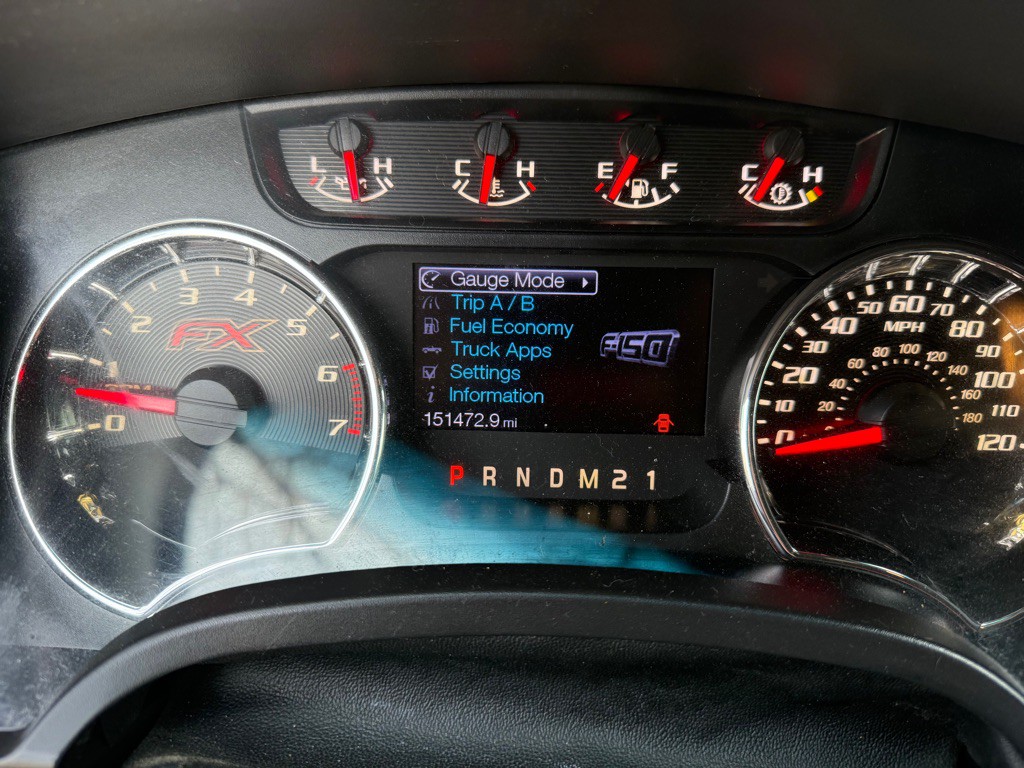 L H C H E F C H
FX
0 1 2 3 4 5 6 7
Gauge Mode
Trip A / B
Fuel Economy
Truck Apps
Settings
i Information
F-150
151472.9 mi
P R N D M 2 1
MPH
0 10 20 30 40 50 60 70 80 90 100 110 120
20 40 60 80 100 120 140 160 180